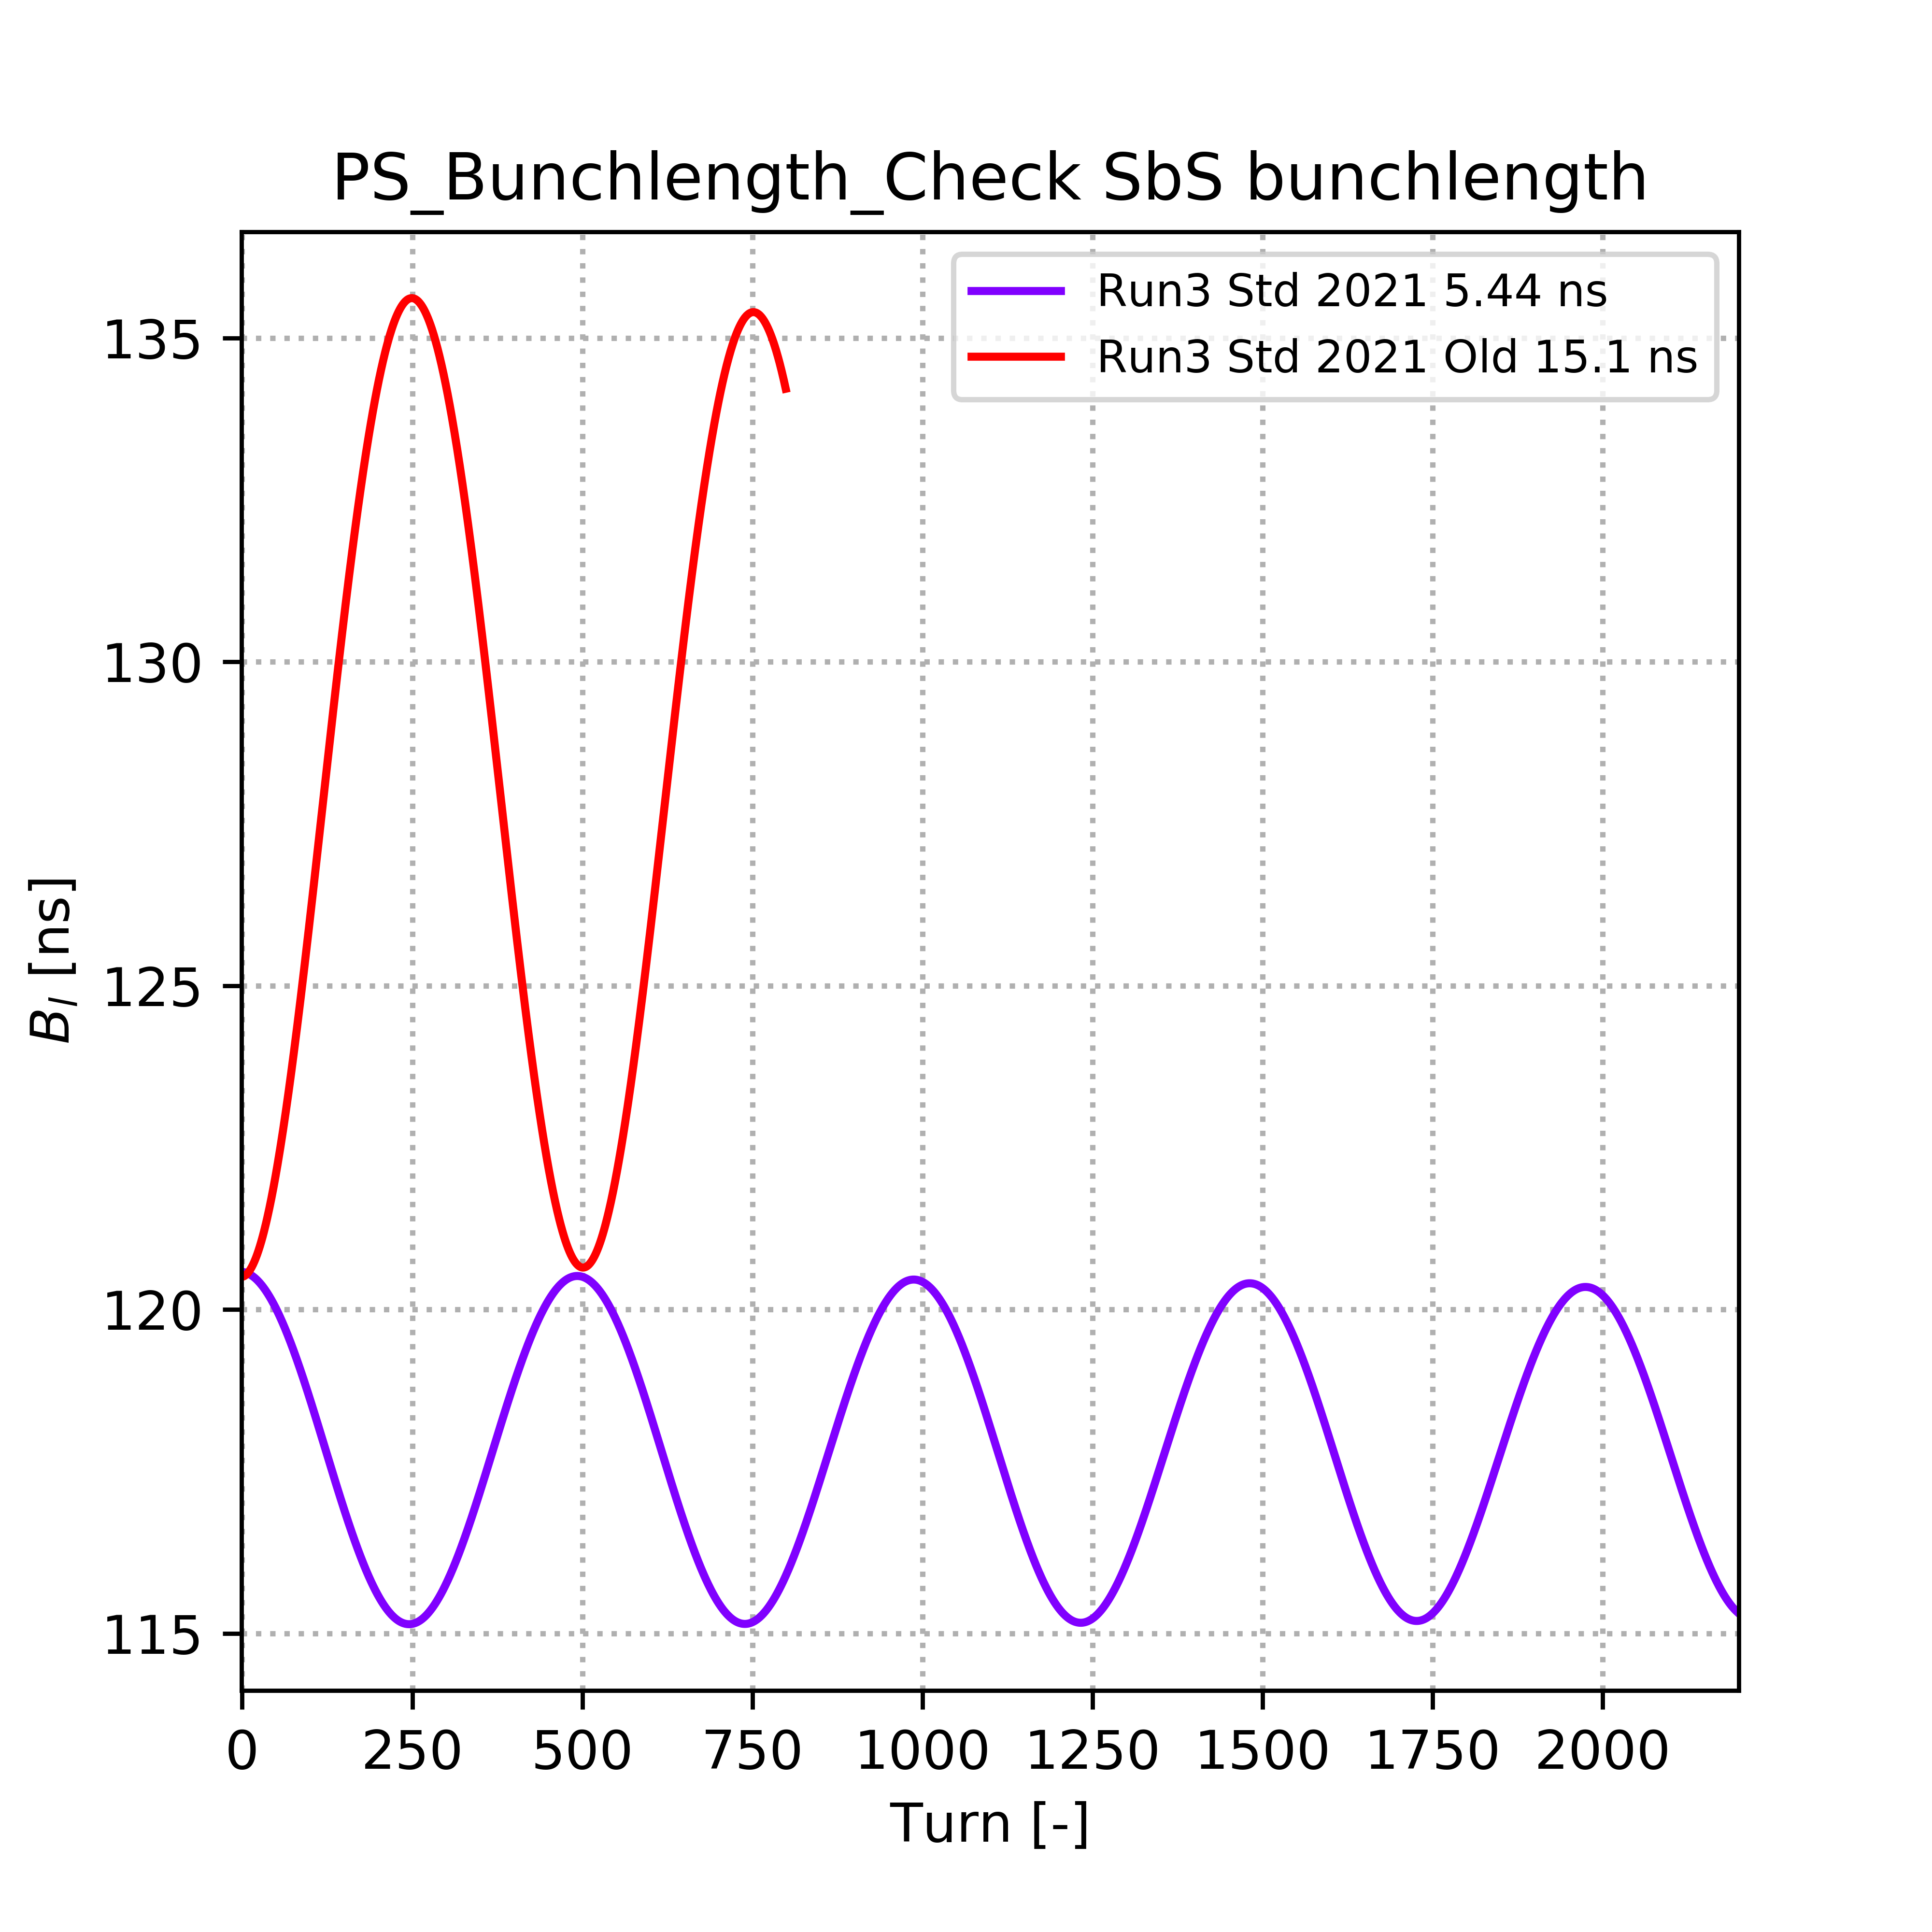 PS_Bunchlength_Check SbS bunchlength
Run3 Std 2021 5.44 ns
Run3 Std 2021 Old 15.1 ns
135
130
125
120
115
B_l [ns]
0 250 500 750 1000 1250 1500 1750 2000
Turn [-]